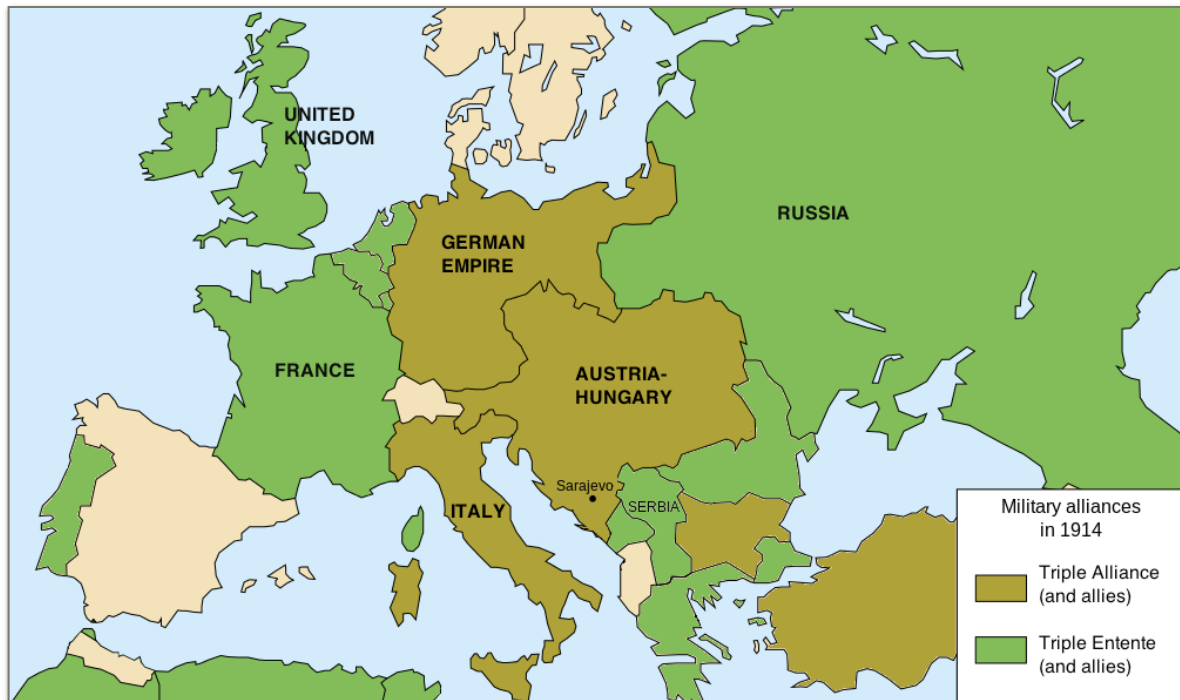 UNITED
KINGDOM
RUSSIA
GERMAN
EMPIRE
FRANCE
AUSTRIA-
HUNGARY
Sarajevo
SERBIA
ITALY
Military alliances
in 1914
Triple Alliance
(and allies)
Triple Entente
(and allies)